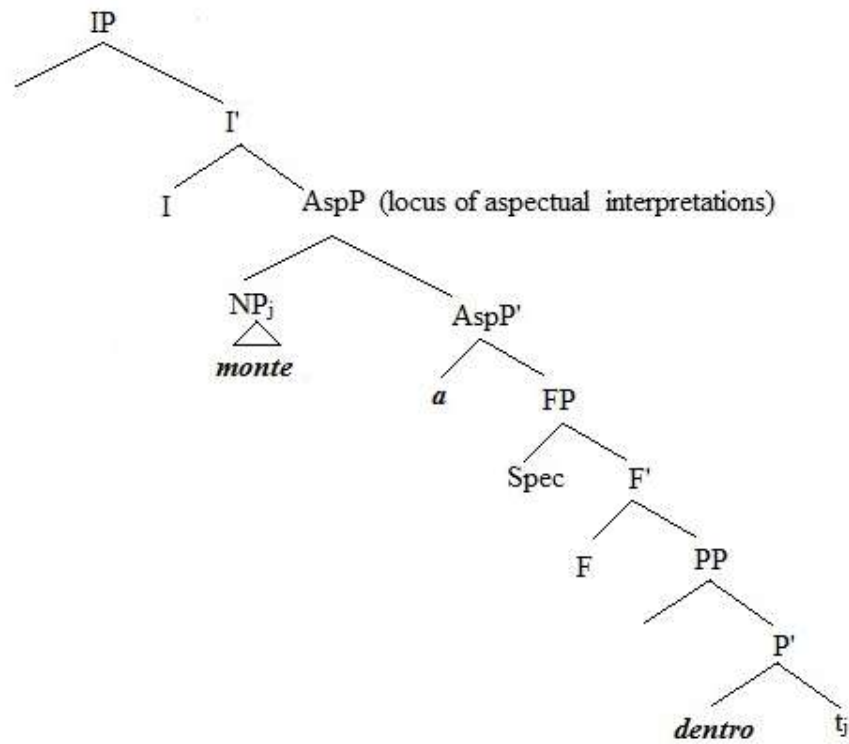 IP
I'
I
AspP (locus of aspectual interpretations)
NPj
AspP'
monte
a
FP
Spec
F'
F
PP
P'
dentro
tj